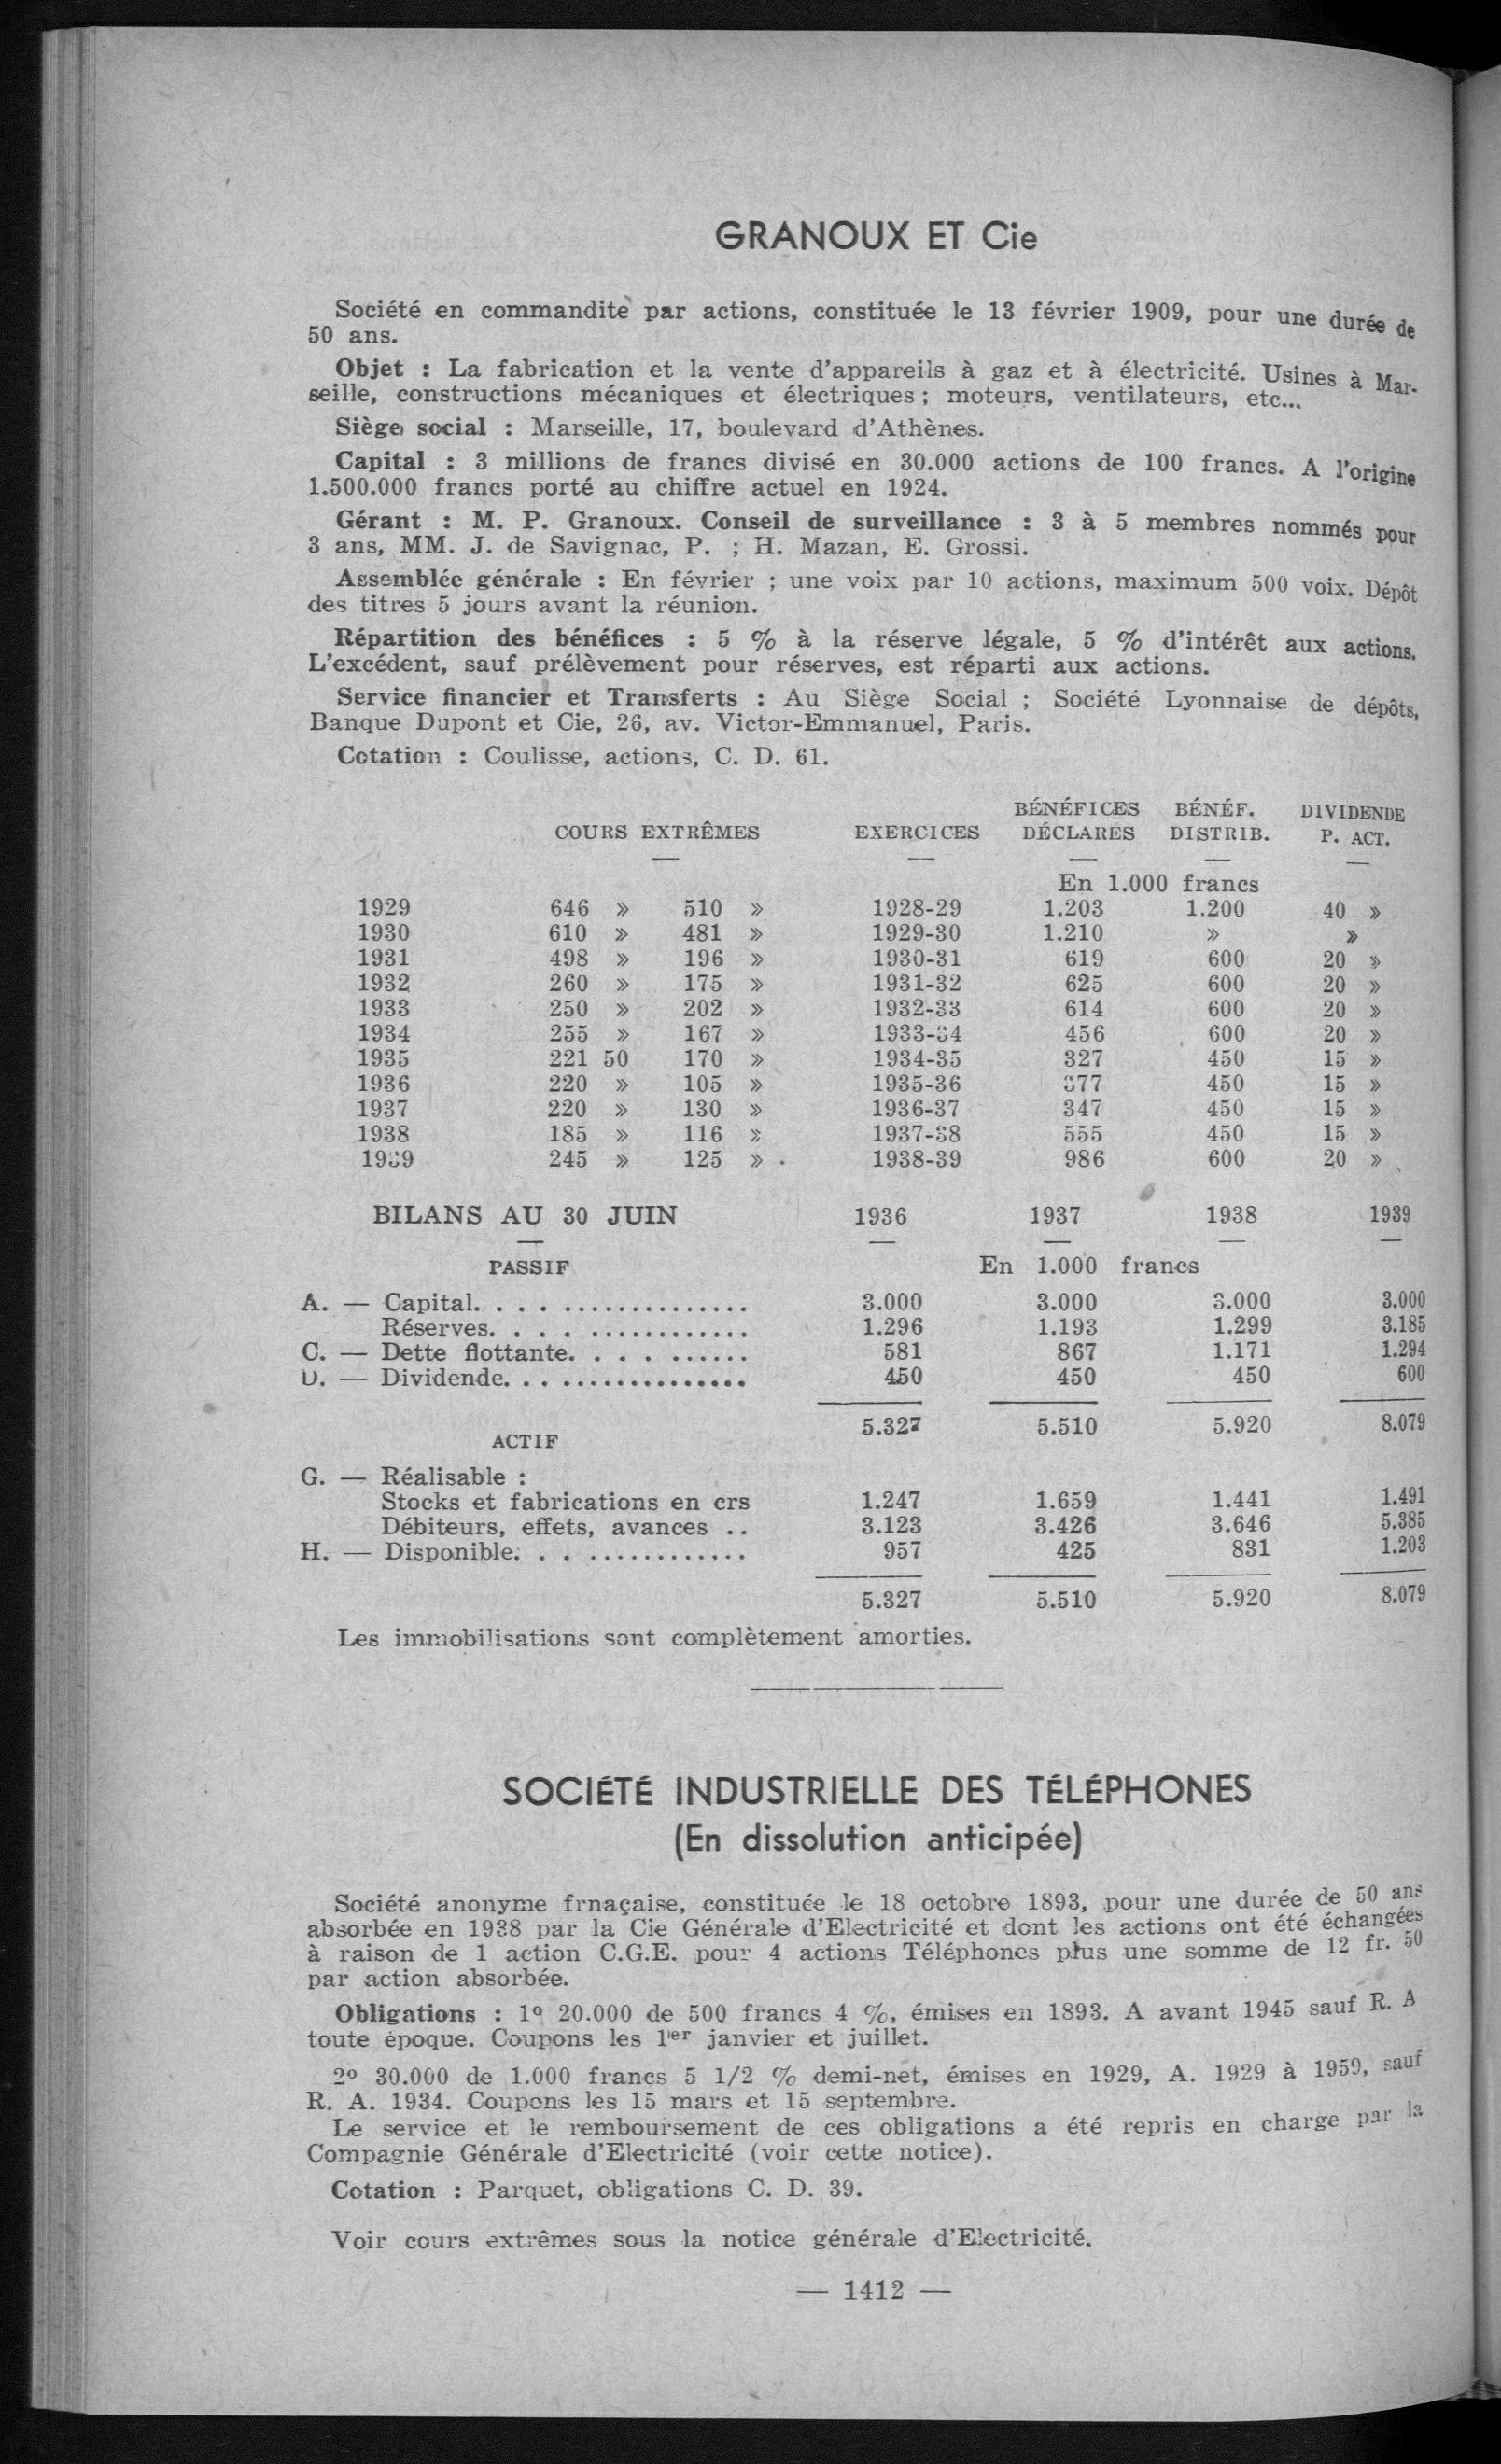 GRANOUX ET Cie
Société en commandite par actions, constituée le 13 février 1909, pour une durée de
50 ans.
Objet : La fabrication et la vente d'appareils à gaz et à électricité. Usines à Mar-
seille, constructions mécaniques et électriques ; moteurs, ventilateurs, etc...
Siège social : Marseille, 17, boulevard d'Athènes.
Capital : 3 millions de francs divisé en 30.000 actions de 100 francs. A l'origine
1.500.000 francs porté au chiffre actuel en 1924.
Gérant : M. P. Granoux. Conseil de surveillance : 3 à 5 membres nommés pour
3 ans, MM. J. de Savignac, P. ; H. Mazan, E. Grossi.
Assemblée générale : En février ; une voix par 10 actions, maximum 500 voix. Dépôt
des titres 5 jours avant la réunion.
Répartition des bénéfices : 5 % à la réserve légale, 5 % d'intérêt aux actions.
L'excédent, sauf prélèvement pour réserves, est réparti aux actions.
Service financier et Transferts : Au Siège Social ; Société Lyonnaise de dépôts,
Banque Dupont et Cie, 26, av. Victor-Emmanuel, Paris.
Cotation : Coulisse, actions, C. D. 61.
BÉNÉFICES BÉNÉF. DIVIDENDE
COURS EXTRÊMES EXERCICES DÉCLARES DISTRIB. P. ACT.
En 1.000 francs
1929 646 » 510 » 1928-29 1.203 1.200 40 »
1930 610 » 481 » 1929-30 1.210 » »
1931 498 » 196 » 1930-31 619 600 20 »
1932 260 » 175 » 1931-32 625 600 20 »
1933 250 » 202 » 1932-33 614 600 20 »
1934 255 » 167 » 1933-34 456 600 20 »
1935 221 50 170 » 1934-35 327 450 15 »
1936 220 » 105 » 1935-36 377 450 15 »
1937 220 » 130 » 1936-37 347 450 15 »
1938 185 » 116 » 1937-38 555 450 15 »
1939 245 » 125 » 1938-39 986 600 20 »
BILANS AU 30 JUIN 1936 1937 1938 1939
PASSIF En 1.000 francs
A. — Capital. . . . .............. 3.000 3.000 3.000 3.000
Réserves. . . . ............ 1.296 1.193 1.299 3.185
C. — Dette flottante. . . . ...... 581 867 1.171 1.294
D. — Dividende. . . .............. 450 450 450 600
5.327 5.510 5.920 8.079
ACTIF
G. — Réalisable :
Stocks et fabrications en crs 1.247 1.659 1.441 1.491
Débiteurs, effets, avances .. 3.123 3.426 3.646 5.385
H. — Disponible. . . ............ 957 425 831 1.203
5.327 5.510 5.920 8.079
Les immobilisations sont complètement amorties.
SOCIÉTÉ INDUSTRIELLE DES TÉLÉPHONES
(En dissolution anticipée)
Société anonyme frnaçaise, constituée le 18 octobre 1893, pour une durée de 50 ans
absorbée en 1938 par la Cie Générale d'Electricité et dont les actions ont été échangées
à raison de 1 action C.G.E. pour 4 actions Téléphones plus une somme de 12 fr. 50
par action absorbée.
Obligations : 1º 20.000 de 500 francs 4 %, émises en 1893. A avant 1945 sauf R. A
toute époque. Coupons les 1er janvier et juillet.
2º 30.000 de 1.000 francs 5 1/2 % demi-net, émises en 1929, A. 1929 à 1959, sauf
R. A. 1934. Coupons les 15 mars et 15 septembre.
Le service et le remboursement de ces obligations a été repris en charge par la
Compagnie Générale d'Electricité (voir cette notice).
Cotation : Parquet, obligations C. D. 39.
Voir cours extrêmes sous la notice générale d'Electricité.
— 1412 —